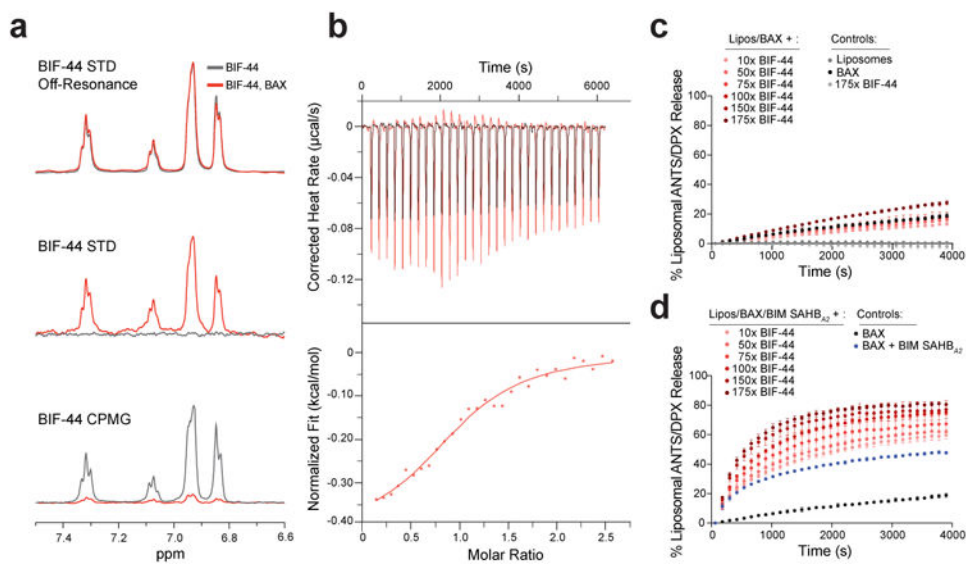 a
BIF-44 STD
Off-Resonance
BIF-44
BIF-44, BAX
BIF-44 STD
BIF-44 CPMG
7.4 7.2 7.0 6.8 6.6
ppm
b
Time (s)
0 2000 4000 6000
Corrected Heat Rate (µcal/s)
0
-0.04
-0.08
-0.12
Normalized Fit (kcal/mol)
0
-0.10
-0.20
-0.30
-0.40
0 0.5 1.0 1.5 2.0 2.5
Molar Ratio
c
Lipos/BAX + :
10x BIF-44
50x BIF-44
75x BIF-44
100x BIF-44
150x BIF-44
175x BIF-44
Controls:
Liposomes
BAX
175x BIF-44
% Liposomal ANTS/DPX Release
100
80
60
40
20
0
0 1000 2000 3000 4000
Time (s)
d
Lipos/BAX/BIM SAHBA2 + :
10x BIF-44
50x BIF-44
75x BIF-44
100x BIF-44
150x BIF-44
175x BIF-44
Controls:
BAX
BAX + BIM SAHBA2
% Liposomal ANTS/DPX Release
100
80
60
40
20
0
0 1000 2000 3000 4000
Time (s)